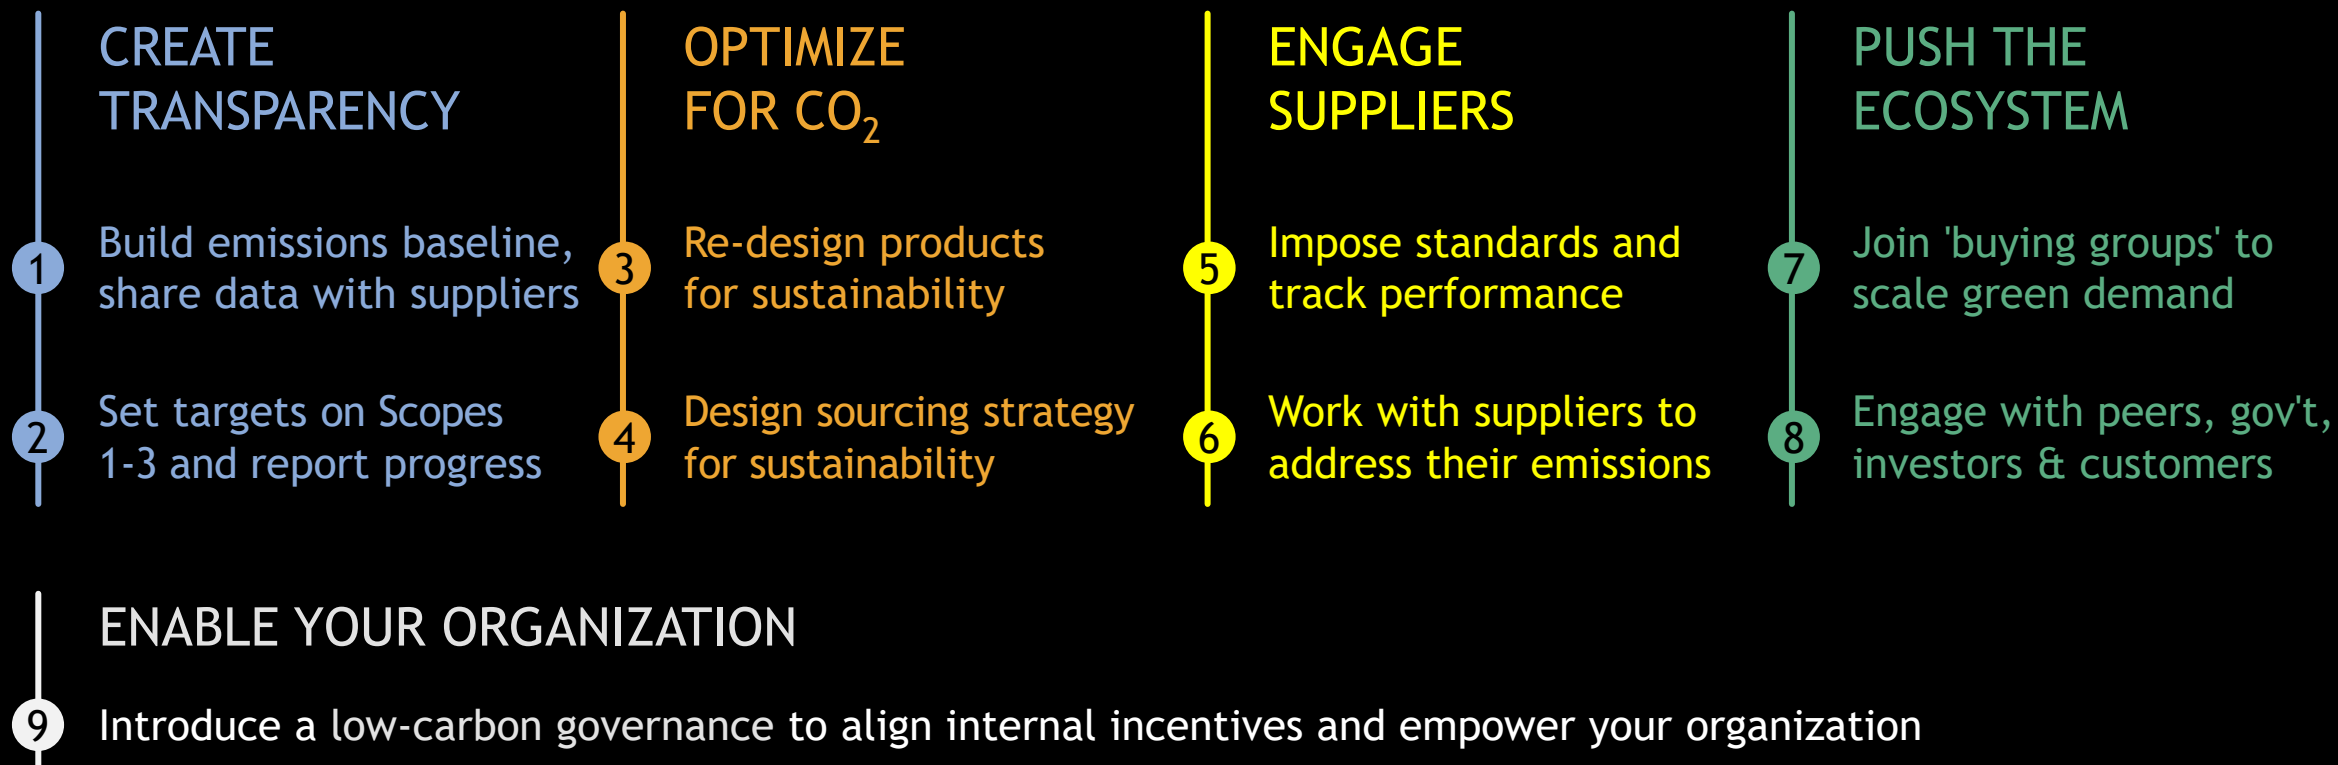 CREATE
TRANSPARENCY
1
Build emissions baseline,
share data with suppliers
2
Set targets on Scopes
1-3 and report progress
OPTIMIZE
FOR CO₂
3
Re-design products
for sustainability
4
Design sourcing strategy
for sustainability
ENGAGE
SUPPLIERS
5
Impose standards and
track performance
6
Work with suppliers to
address their emissions
PUSH THE
ECOSYSTEM
7
Join 'buying groups' to
scale green demand
8
Engage with peers, gov't,
investors & customers
ENABLE YOUR ORGANIZATION
9
Introduce a low-carbon governance to align internal incentives and empower your organization